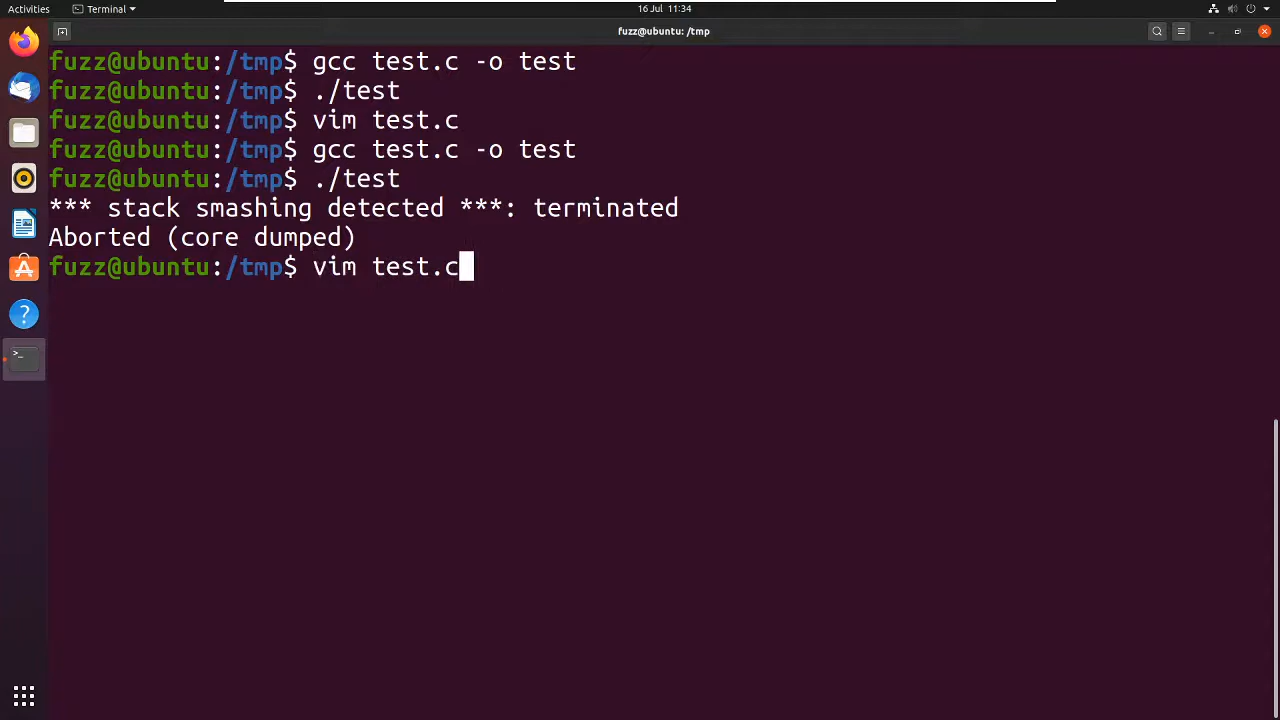 Activities
Terminal
16 Jul 11:34
fuzz@ubuntu: /tmp
fuzz@ubuntu:/tmp$ gcc test.c -o test
fuzz@ubuntu:/tmp$ ./test
fuzz@ubuntu:/tmp$ vim test.c
fuzz@ubuntu:/tmp$ gcc test.c -o test
fuzz@ubuntu:/tmp$ ./test
*** stack smashing detected ***: terminated
Aborted (core dumped)
fuzz@ubuntu:/tmp$ vim test.c